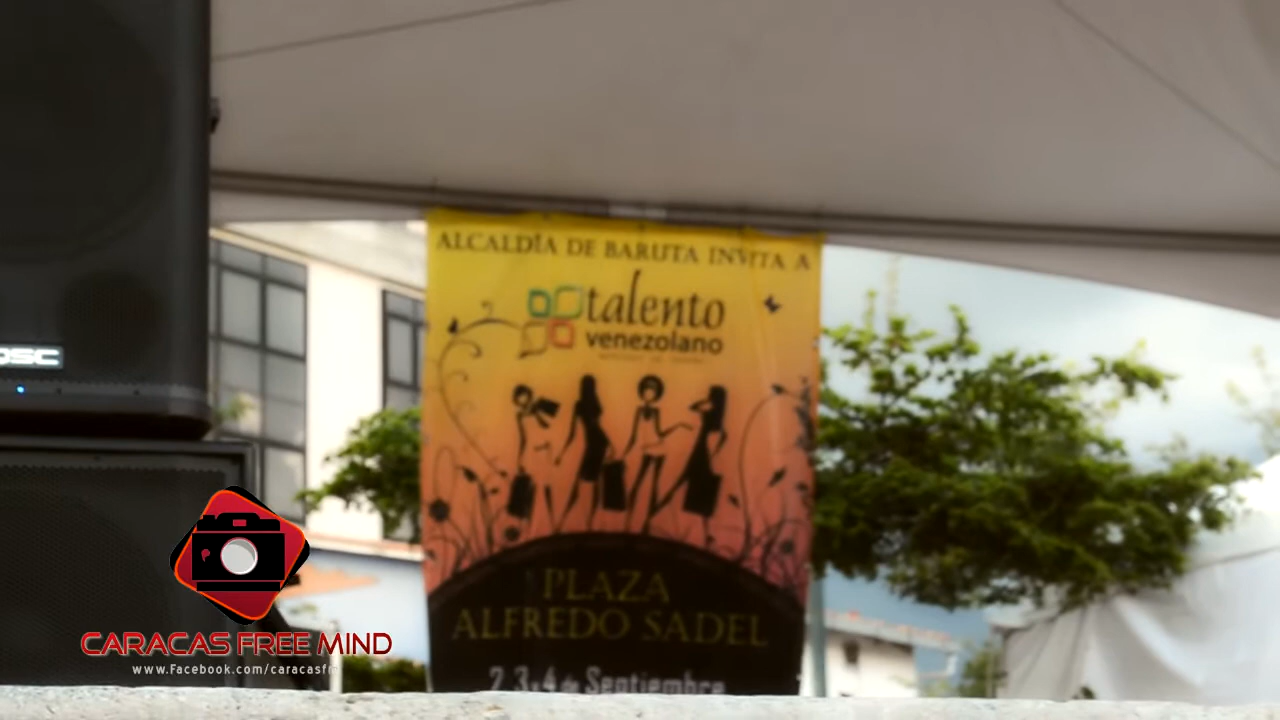 ALCALDÍA DE BARUTA INVITA A
talento
venezolano
PLAZA
ALFREDO SADEL
2, 3 y 4 de Septiembre
QSC
CARACAS FREE MIND
www.Facebook.com/caracasfr